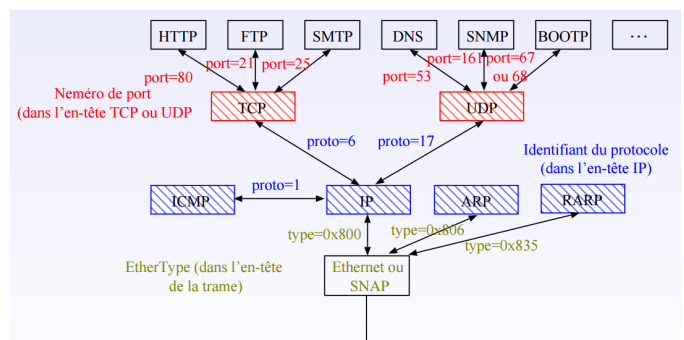 HTTP
FTP
SMTP
DNS
SNMP
BOOTP
...
port=80
port=21
port=25
port=53
port=161
port=67
ou 68
Neméro de port
(dans l'en-tête TCP ou UDP
TCP
UDP
proto=6
proto=17
Identifiant du protocole
(dans l'en-tête IP)
proto=1
ICMP
IP
ARP
RARP
type=0x800
type=0x806
type=0x835
EtherType (dans l'en-tête
de la trame)
Ethernet ou
SNAP